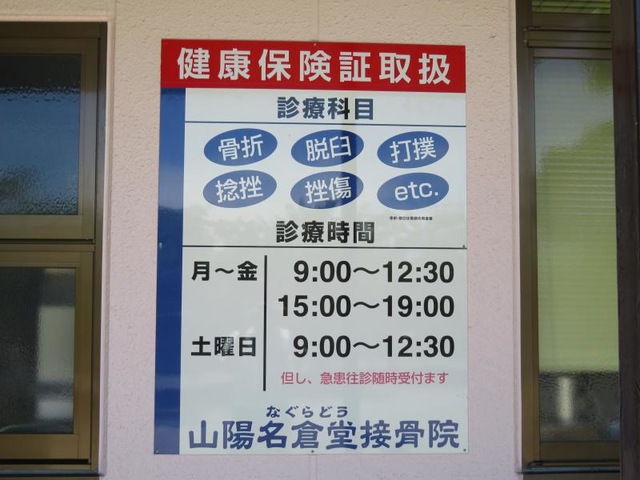 健康保険証取扱
診療科目
骨折 脱臼 打撲
捻挫 挫傷 etc.
診療時間
月～金 9:00～12:30
15:00～19:00
土曜日 9:00～12:30
但し、急患往診随時受付ます
なぐらどう
山陽名倉堂接骨院